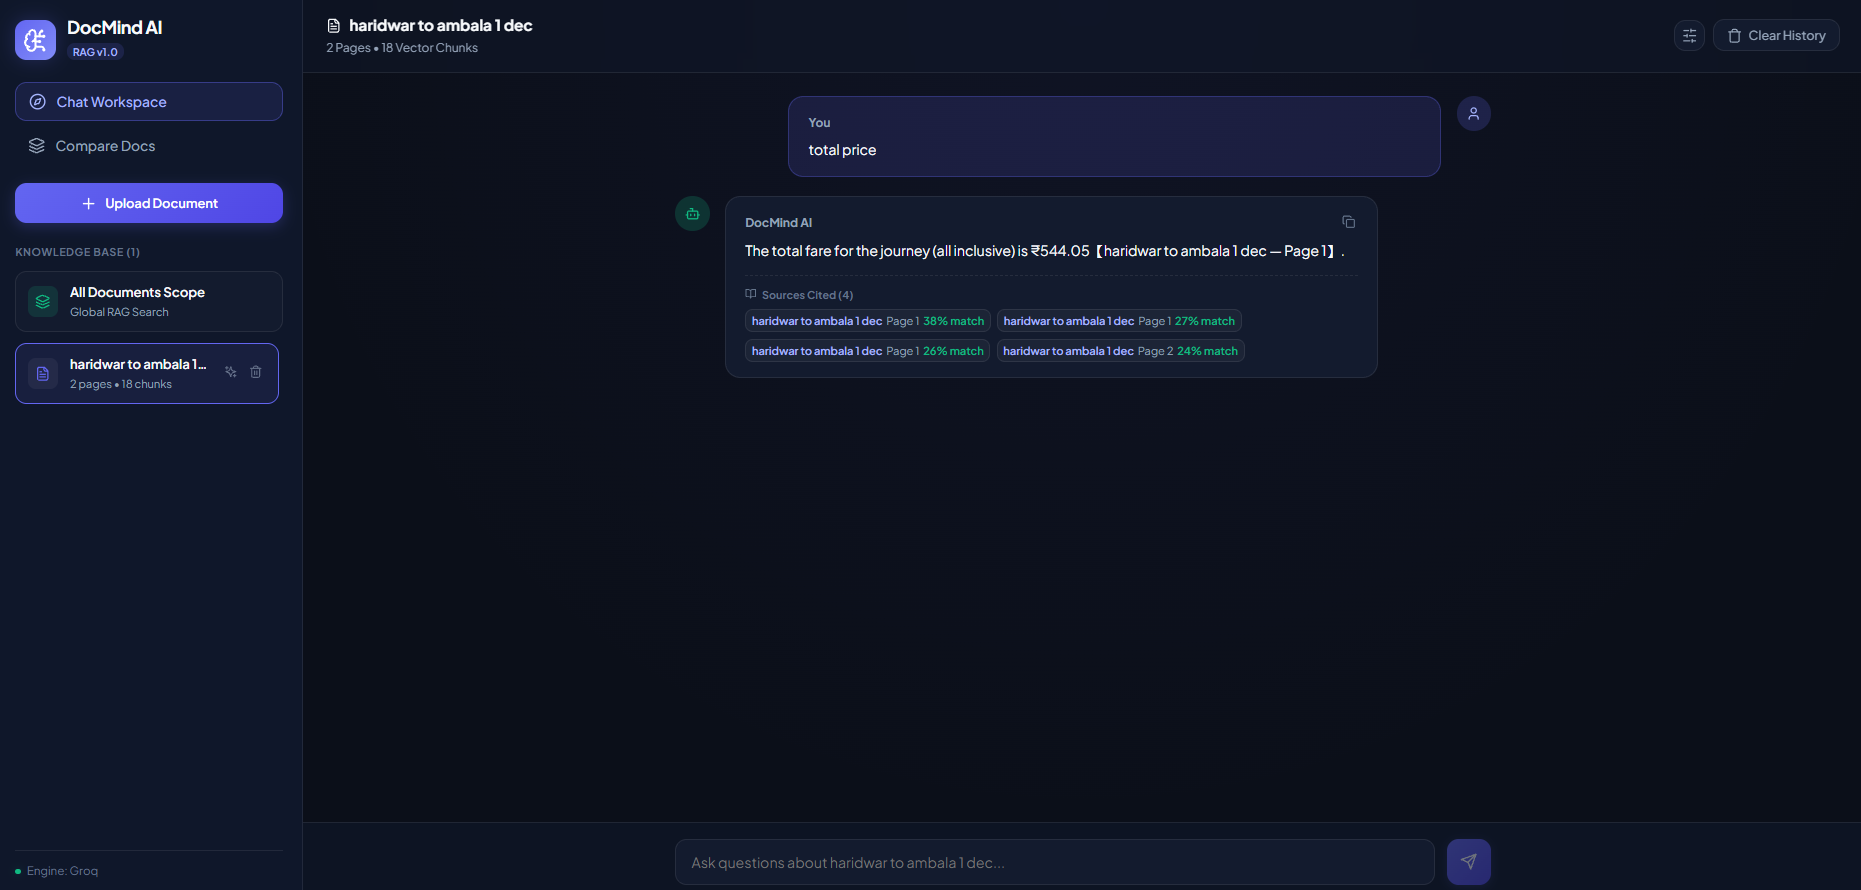 DocMind AI
RAG v1.0
Chat Workspace
Compare Docs
Upload Document
KNOWLEDGE BASE (1)
All Documents Scope
Global RAG Search
haridwar to ambala 1...
2 pages • 18 chunks
Engine: Groq
haridwar to ambala 1 dec
2 Pages • 18 Vector Chunks
Clear History
You
total price
DocMind AI
The total fare for the journey (all inclusive) is ₹544.05【haridwar to ambala 1 dec — Page 1】.
Sources Cited (4)
haridwar to ambala 1 dec Page 1 38% match
haridwar to ambala 1 dec Page 1 27% match
haridwar to ambala 1 dec Page 1 26% match
haridwar to ambala 1 dec Page 2 24% match
Ask questions about haridwar to ambala 1 dec...